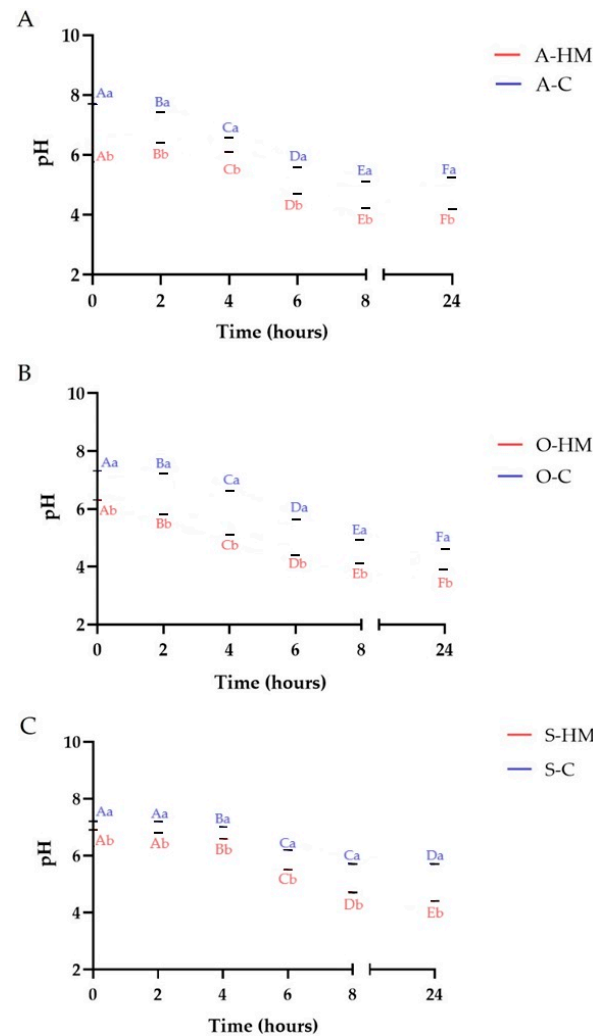 A
10
A-HM
A-C
8
Aa
Ba
Ca
Da
Ea
Fa
pH
6
Ab
Bb
Cb
Db
Eb
Fb
4
2
0 2 4 6 8 24
Time (hours)
B
10
O-HM
O-C
8
Aa
Ba
Ca
Da
Ea
Fa
pH
6
Ab
Bb
Cb
Db
Eb
Fb
4
2
0 2 4 6 8 24
Time (hours)
C
10
S-HM
S-C
8
Aa
Aa
Ba
Ca
Ca
Da
pH
6
Ab
Ab
Bb
Cb
Db
Eb
4
2
0 2 4 6 8 24
Time (hours)